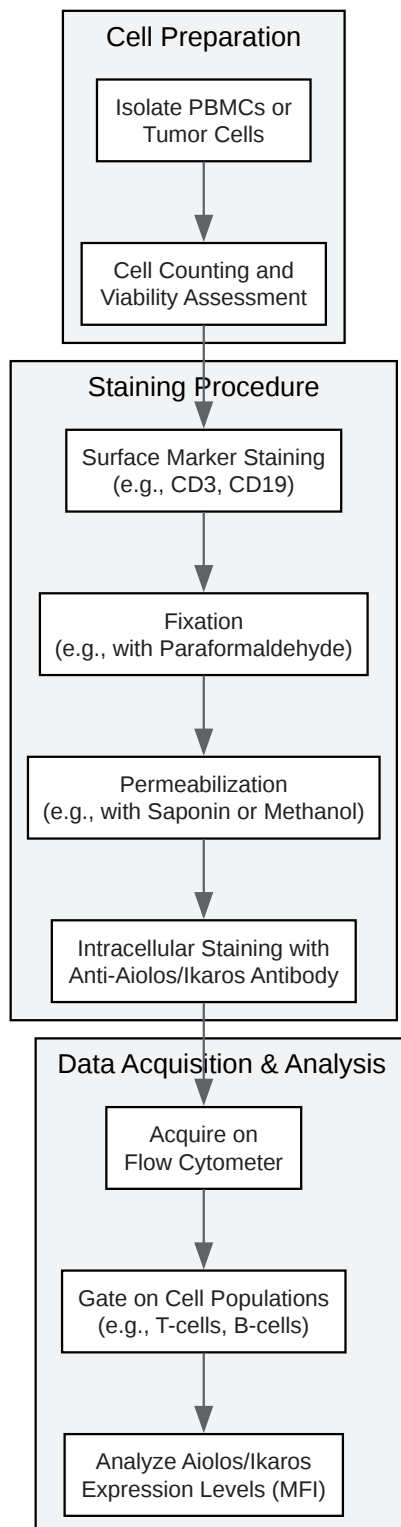 Cell Preparation
Isolate PBMCs or
Tumor Cells
Cell Counting and
Viability Assessment
Staining Procedure
Surface Marker Staining
(e.g., CD3, CD19)
Fixation
(e.g., with Paraformaldehyde)
Permeabilization
(e.g., with Saponin or Methanol)
Intracellular Staining with
Anti-Aiolos/Ikaros Antibody
Data Acquisition & Analysis
Acquire on
Flow Cytometer
Gate on Cell Populations
(e.g., T-cells, B-cells)
Analyze Aiolos/Ikaros
Expression Levels (MFI)